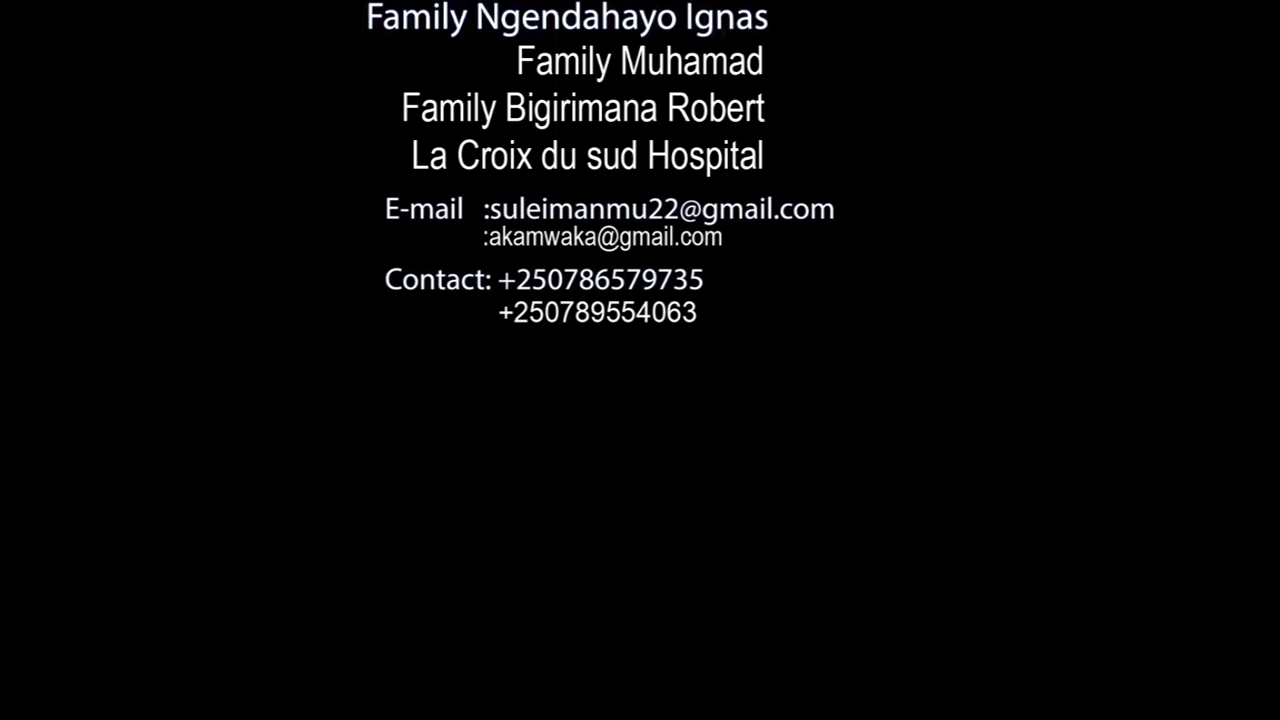 Family Ngendahayo Ignas
Family Muhamad
Family Bigirimana Robert
La Croix du sud Hospital
E-mail :suleimanmu22@gmail.com
:akamwaka@gmail.com
Contact: +250786579735
+250789554063